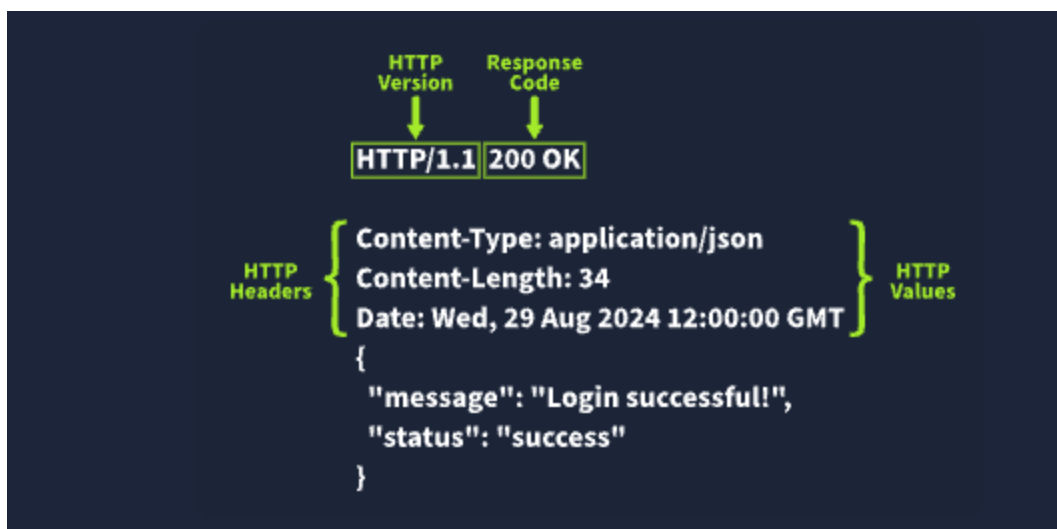 HTTP
Version
Response
Code
HTTP/1.1 200 OK
HTTP
Headers
Content-Type: application/json
Content-Length: 34
Date: Wed, 29 Aug 2024 12:00:00 GMT
HTTP
Values
{
"message": "Login successful!",
"status": "success"
}